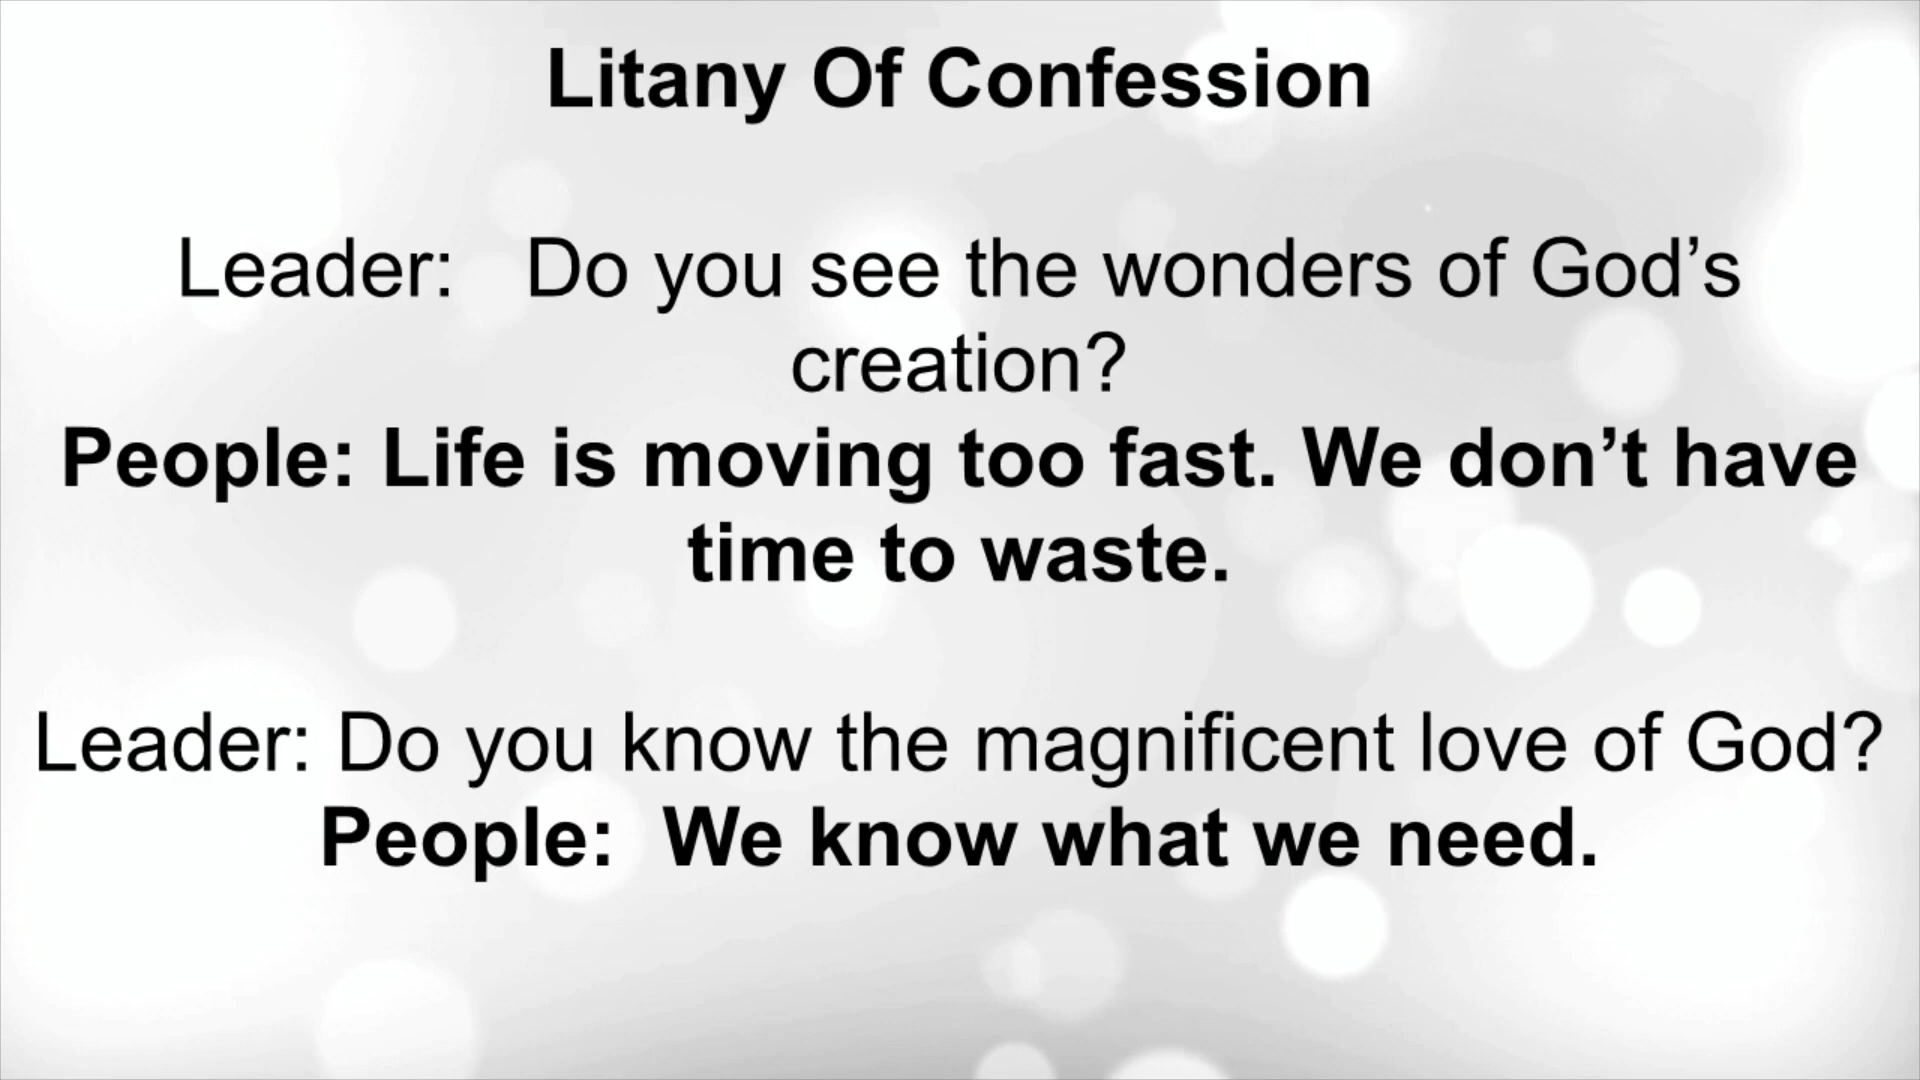 Litany Of Confession
Leader:   Do you see the wonders of God’s
creation?
People: Life is moving too fast. We don’t have
time to waste.
Leader: Do you know the magnificent love of God?
People:  We know what we need.